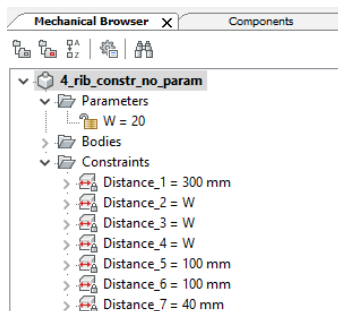 Mechanical Browser X Components
4_rib_constr_no_param
Parameters
W = 20
Bodies
Constraints
Distance_1 = 300 mm
Distance_2 = W
Distance_3 = W
Distance_4 = W
Distance_5 = 100 mm
Distance_6 = 100 mm
Distance_7 = 40 mm